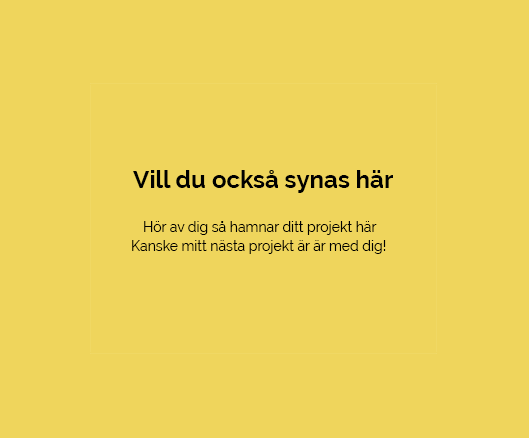 Vill du också synas här
Hör av dig så hamnar ditt projekt här
Kanske mitt nästa projekt är är med dig!